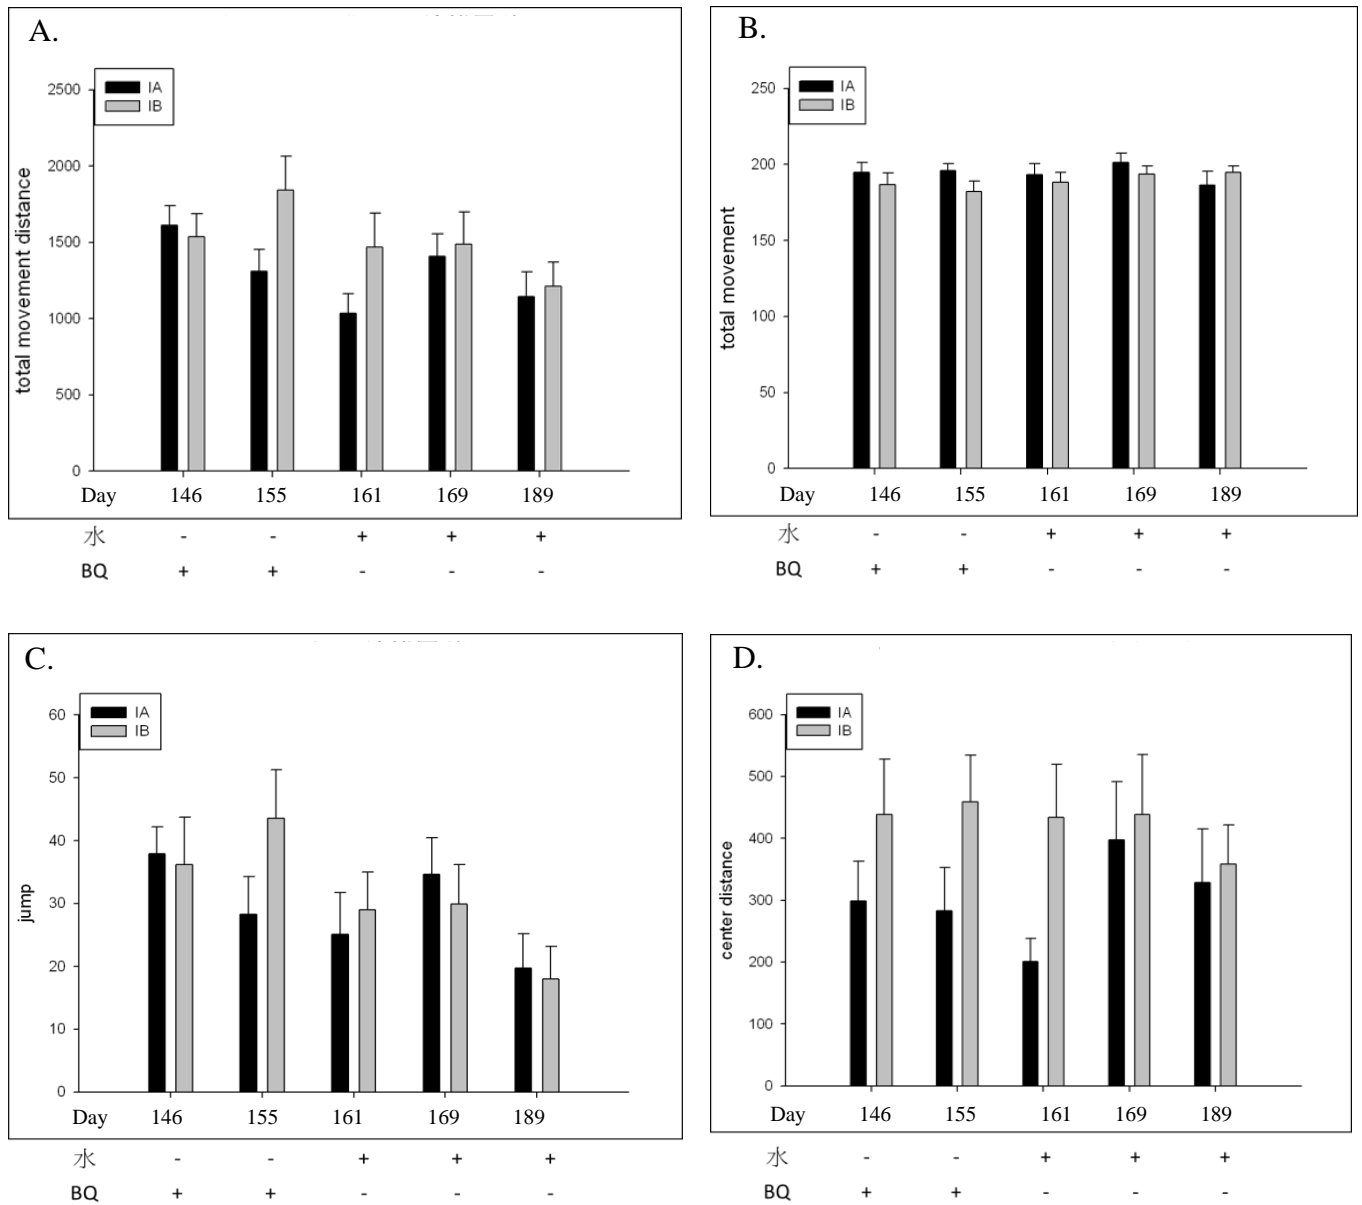 A.
IA
IB
2500
2000
1500
1000
500
0
total movement distance
Day 146 155 161 169 189
水 - - + + +
BQ + + - - -
B.
IA
IB
250
200
150
100
50
0
total movement
Day 146 155 161 169 189
水 - - + + +
BQ + + - - -
C.
IA
IB
60
50
40
30
20
10
0
jump
Day 146 155 161 169 189
水 - - + + +
BQ + + - - -
D.
IA
IB
600
500
400
300
200
100
0
center distance
Day 146 155 161 169 189
水 - - + + +
BQ + + - - -